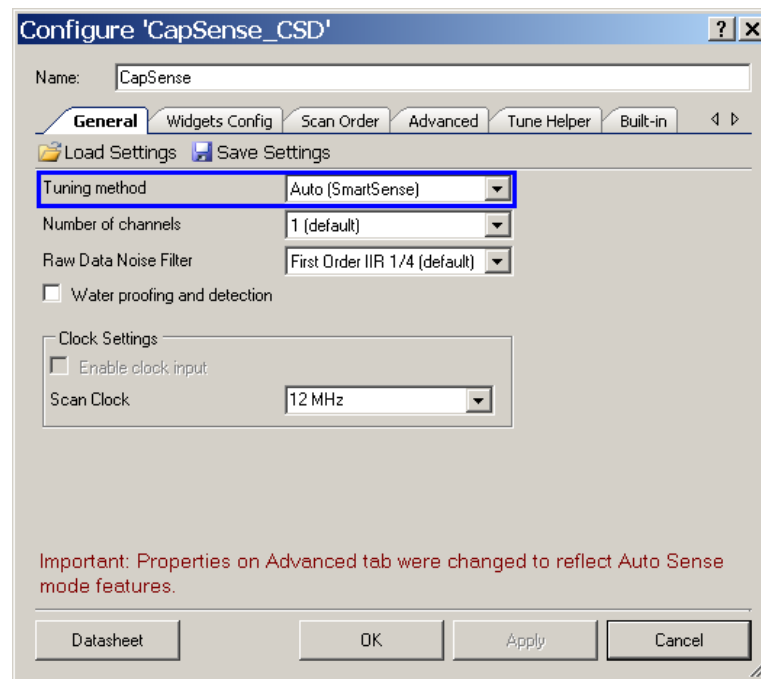 Configure 'CapSense_CSD'
?
Name: CapSense
General Widgets Config Scan Order Advanced Tune Helper Built-in
Load Settings Save Settings
Tuning method Auto (SmartSense)
Number of channels 1 (default)
Raw Data Noise Filter First Order IIR 1/4 (default)
Water proofing and detection
Clock Settings
Enable clock input
Scan Clock 12 MHz
Important: Properties on Advanced tab were changed to reflect Auto Sense
mode features.
Datasheet OK Apply Cancel